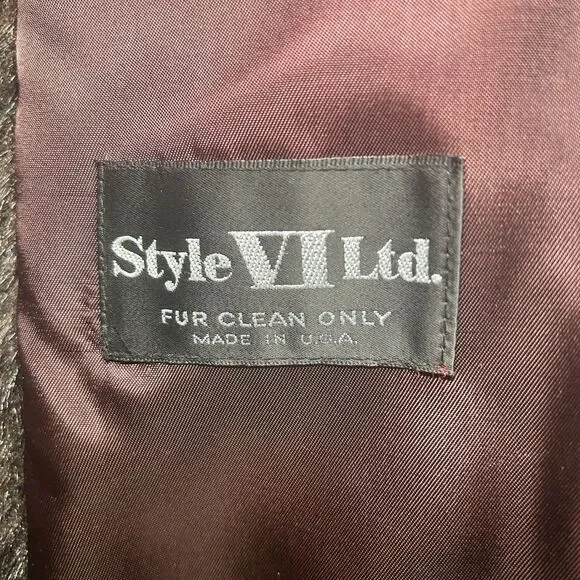 Style VI Ltd.
FUR CLEAN ONLY
MADE IN U.S.A.